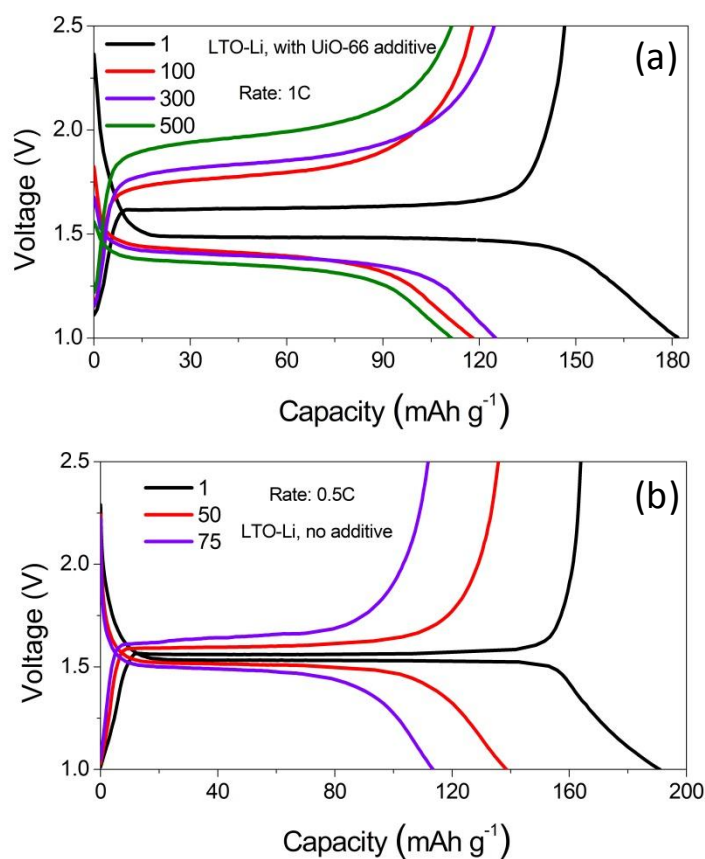 2.5
2.0
1.5
1.0
Voltage (V)
1
100
300
500
LTO-Li, with UiO-66 additive
Rate: 1C
(a)
0 30 60 90 120 150 180
Capacity (mAh g⁻¹)
2.5
2.0
1.5
1.0
Voltage (V)
1
50
75
Rate: 0.5C
LTO-Li, no additive
(b)
0 40 80 120 160 200
Capacity (mAh g⁻¹)